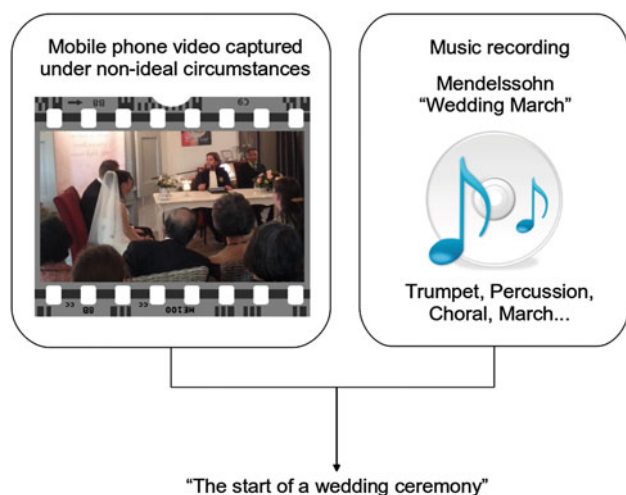 Mobile phone video captured
under non-ideal circumstances
Music recording
Mendelssohn
“Wedding March”
Trumpet, Percussion,
Choral, March...
“The start of a wedding ceremony”